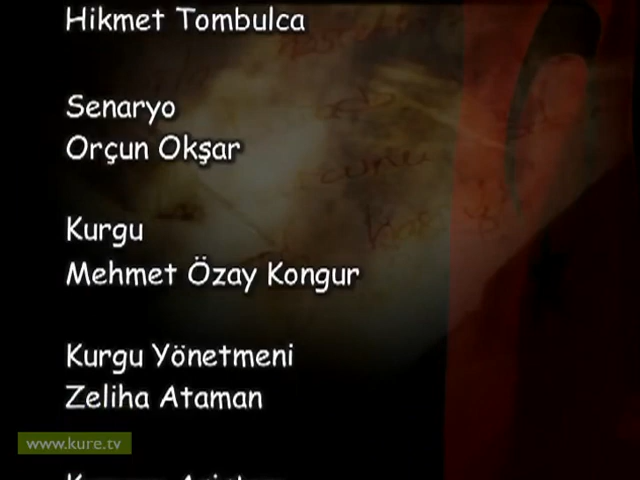 Hikmet Tombulca
Senaryo
Orçun Okşar
Kurgu
Mehmet Özay Kongur
Kurgu Yönetmeni
Zeliha Ataman
www.kure.tv